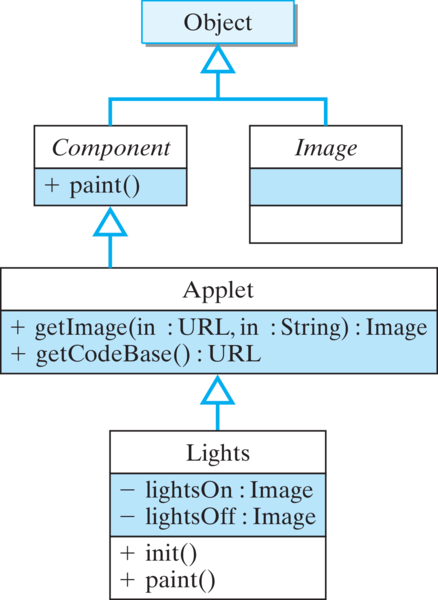 Object
Component
+ paint()
Image
Applet
+ getImage(in : URL, in : String) : Image
+ getCodeBase() : URL
Lights
− lightsOn : Image
− lightsOff : Image
+ init()
+ paint()